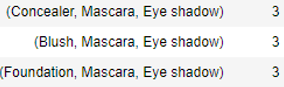 (Concealer, Mascara, Eye shadow) 3
(Blush, Mascara, Eye shadow) 3
(Foundation, Mascara, Eye shadow) 3